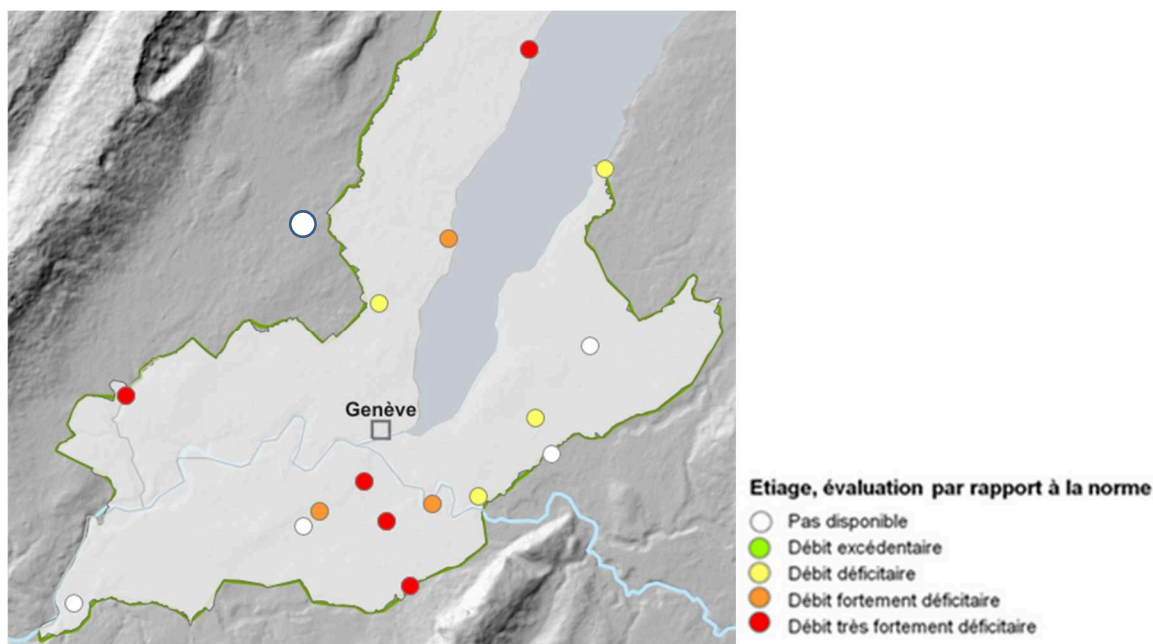 Genève
Etiage, évaluation par rapport à la norme
Pas disponible
Débit excédentaire
Débit déficitaire
Débit fortement déficitaire
Débit très fortement déficitaire